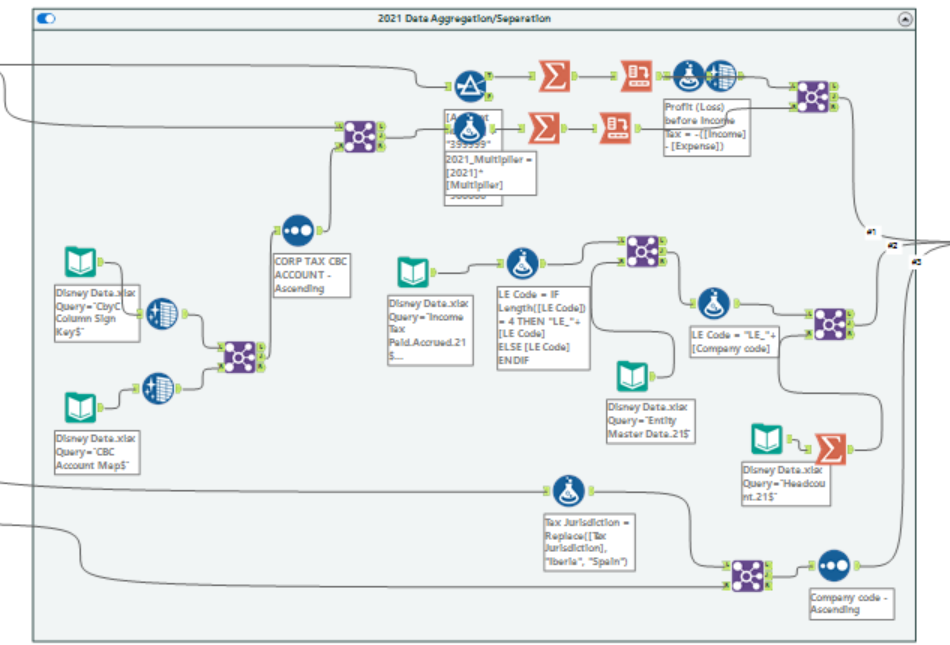 2021 Data Aggregation/Separation
Profit (Loss)
before Income
Tax = -([Income]
- [Expense])
"399999"
2021_Multiplier =
[2021]*
[Multiplier]
CORP TAX CBC
ACCOUNT -
Ascending
Disney Data.xlsx
Query=`CbyC
Column Sign
Key$`
Disney Data.xlsx
Query=`CBC
Account Map$`
Disney Data.xlsx
Query=`Income
Tax
Paid.Accrued.21
$...
LE Code = IF
Length([LE Code])
= 4 THEN "LE_"+
[LE Code]
ELSE [LE Code]
ENDIF
LE Code = "LE_"+
[Company code]
Disney Data.xlsx
Query=`Entity
Master Data.21$`
Disney Data.xlsx
Query=`Headcou
nt.21$`
Tax Jurisdiction =
Replace([Tax
Jurisdiction],
"Iberia", "Spain")
Company code -
Ascending
#1
#2
#3